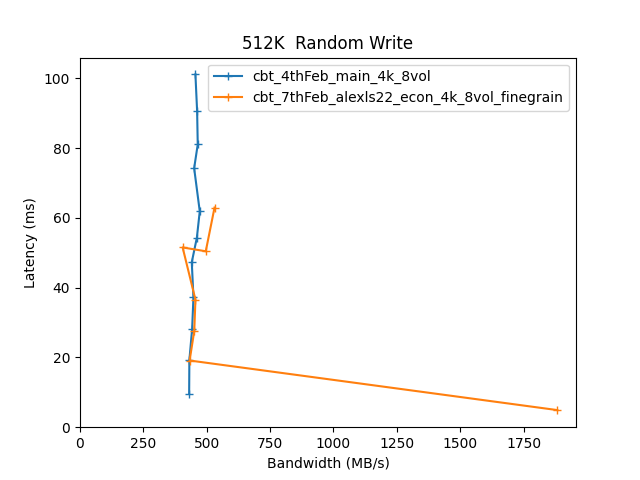 512K  Random Write
cbt_4thFeb_main_4k_8vol
cbt_7thFeb_alexls22_econ_4k_8vol_finegrain
100
80
60
40
20
0
Latency (ms)
0 250 500 750 1000 1250 1500 1750
Bandwidth (MB/s)